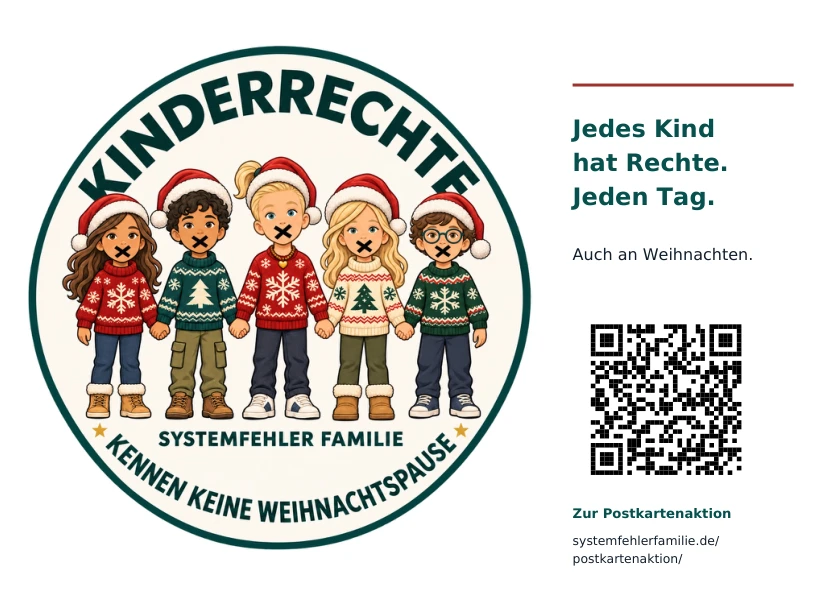 KINDERRECHTE
SYSTEMFEHLER FAMILIE
KENNEN KEINE WEIHNACHTSPAUSE
Jedes Kind
hat Rechte.
Jeden Tag.
Auch an Weihnachten.
Zur Postkartenaktion
systemfehlerfamilie.de/
postkartenaktion/